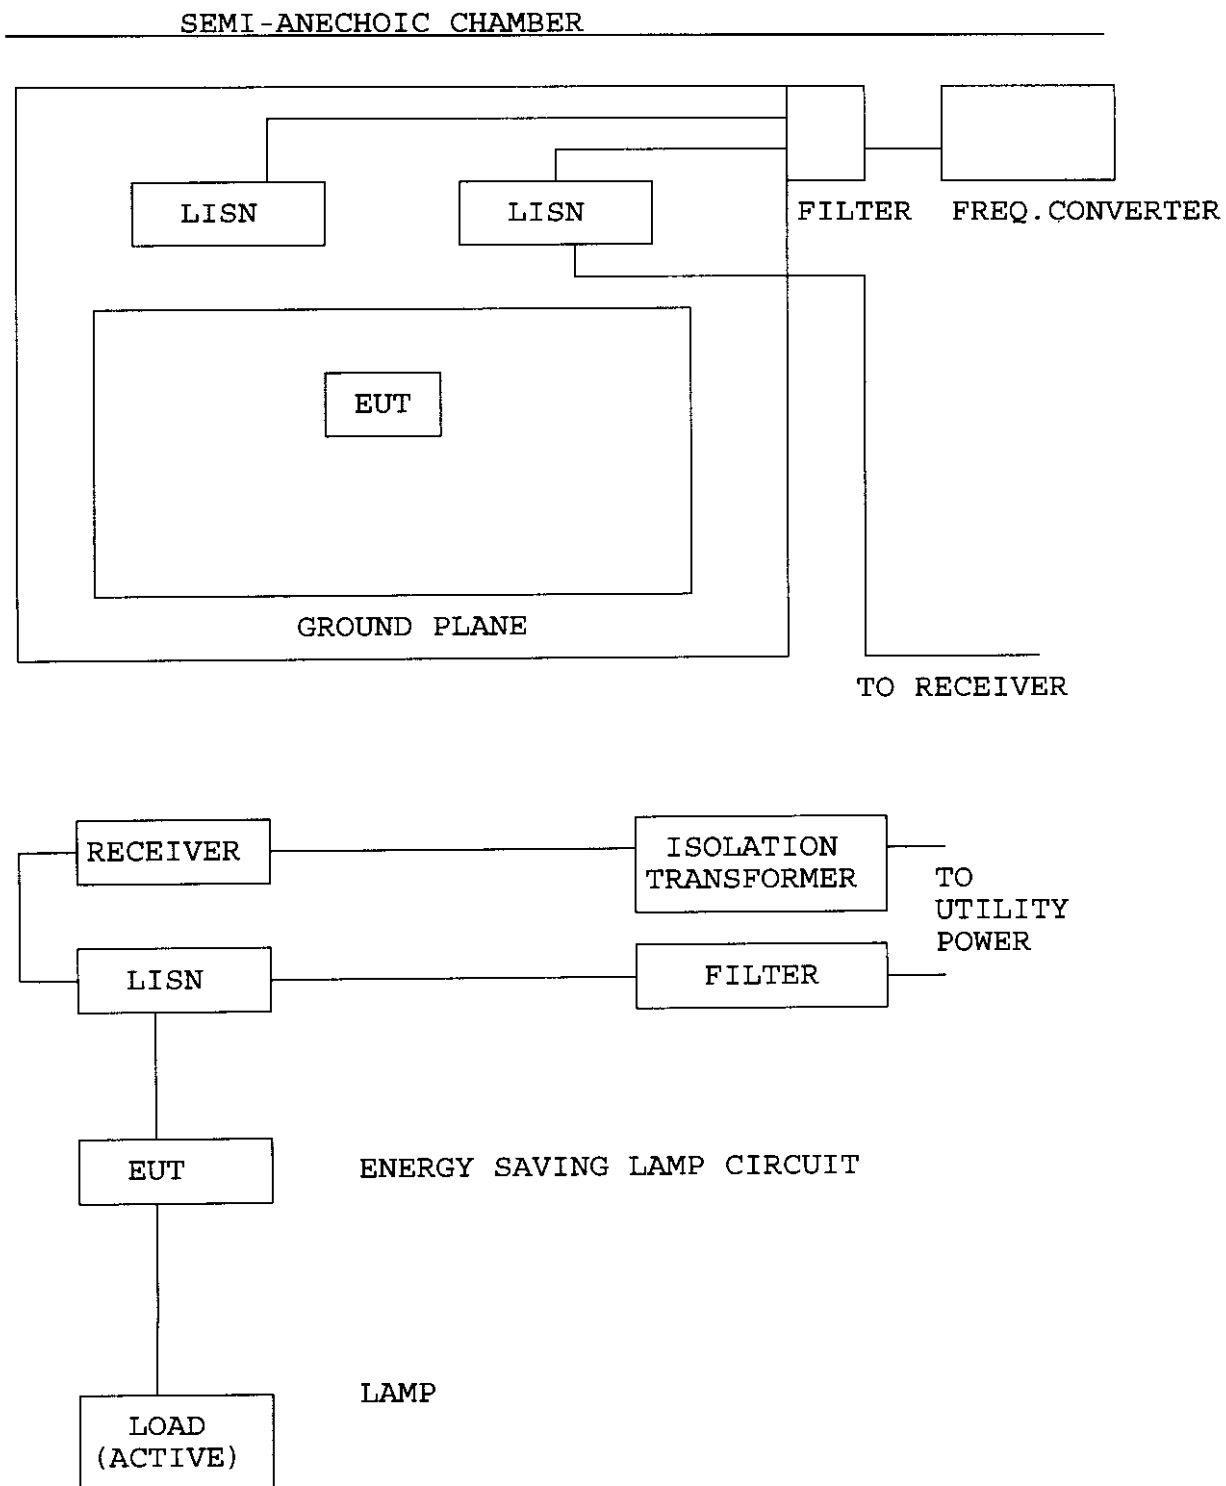 SEMI-ANECHOIC CHAMBER
LISN
LISN
FILTER
FREQ.CONVERTER
EUT
GROUND PLANE
TO RECEIVER
RECEIVER
ISOLATION
TRANSFORMER
TO
UTILITY
POWER
LISN
FILTER
EUT
ENERGY SAVING LAMP CIRCUIT
LAMP
LOAD
(ACTIVE)